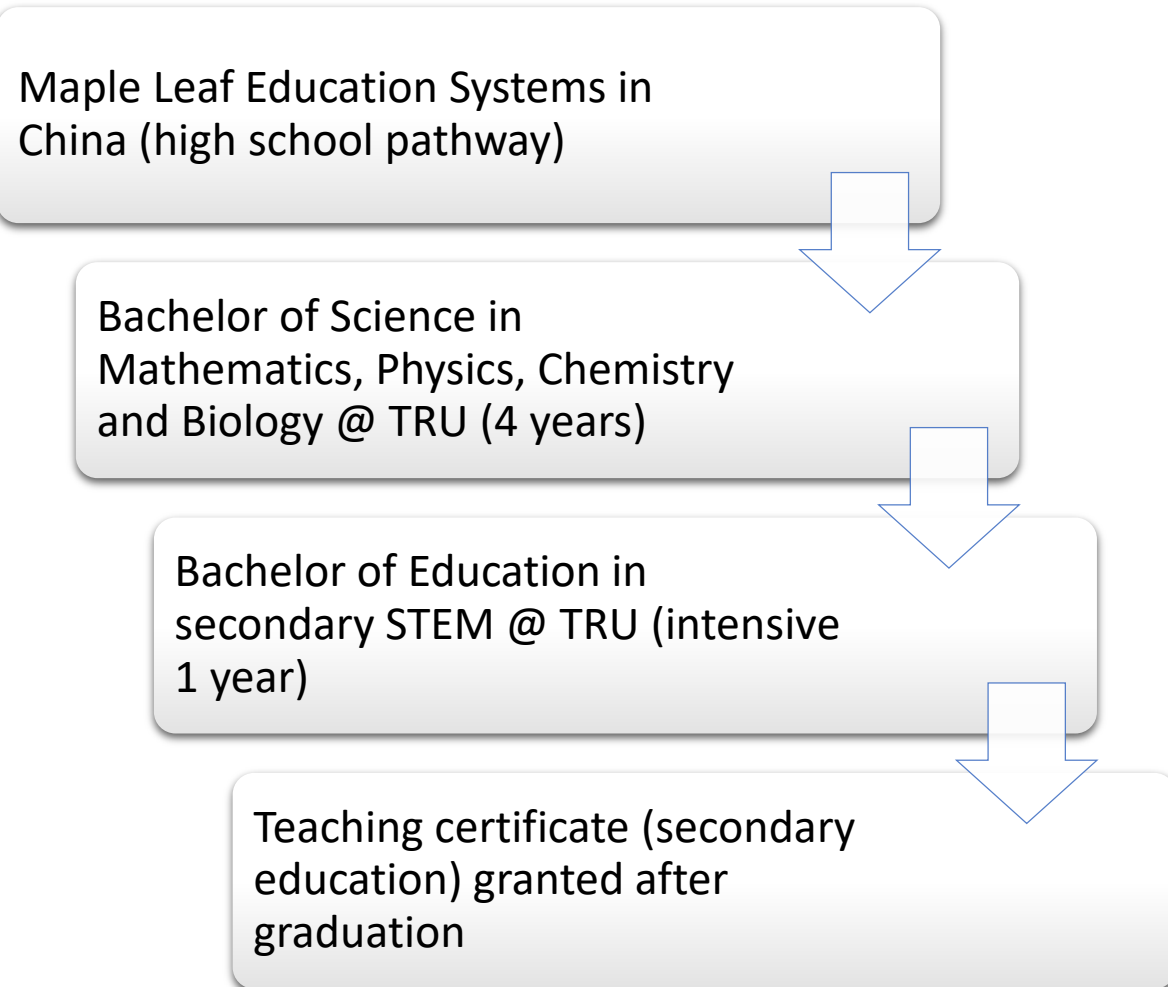 Maple Leaf Education Systems in
China (high school pathway)
Bachelor of Science in
Mathematics, Physics, Chemistry
and Biology @ TRU (4 years)
Bachelor of Education in
secondary STEM @ TRU (intensive
1 year)
Teaching certificate (secondary
education) granted after
graduation